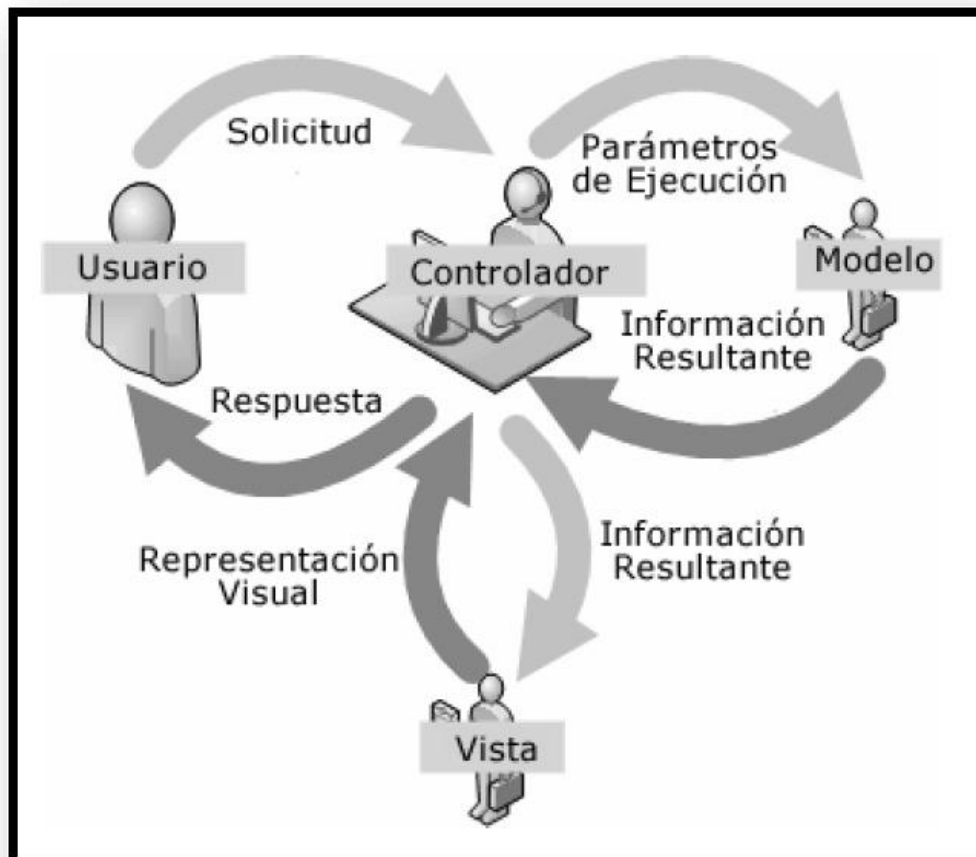 Solicitud
Parámetros
de Ejecución
Usuario
Controlador
Modelo
Información
Resultante
Respuesta
Representación
Visual
Información
Resultante
Vista